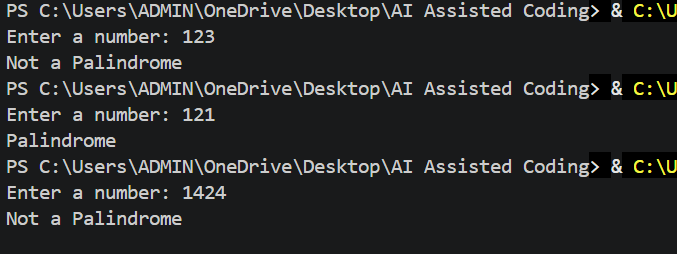 PS C:\Users\ADMIN\OneDrive\Desktop\AI Assisted Coding> & C:\U
Enter a number: 123
Not a Palindrome
PS C:\Users\ADMIN\OneDrive\Desktop\AI Assisted Coding> & C:\U
Enter a number: 121
Palindrome
PS C:\Users\ADMIN\OneDrive\Desktop\AI Assisted Coding> & C:\U
Enter a number: 1424
Not a Palindrome